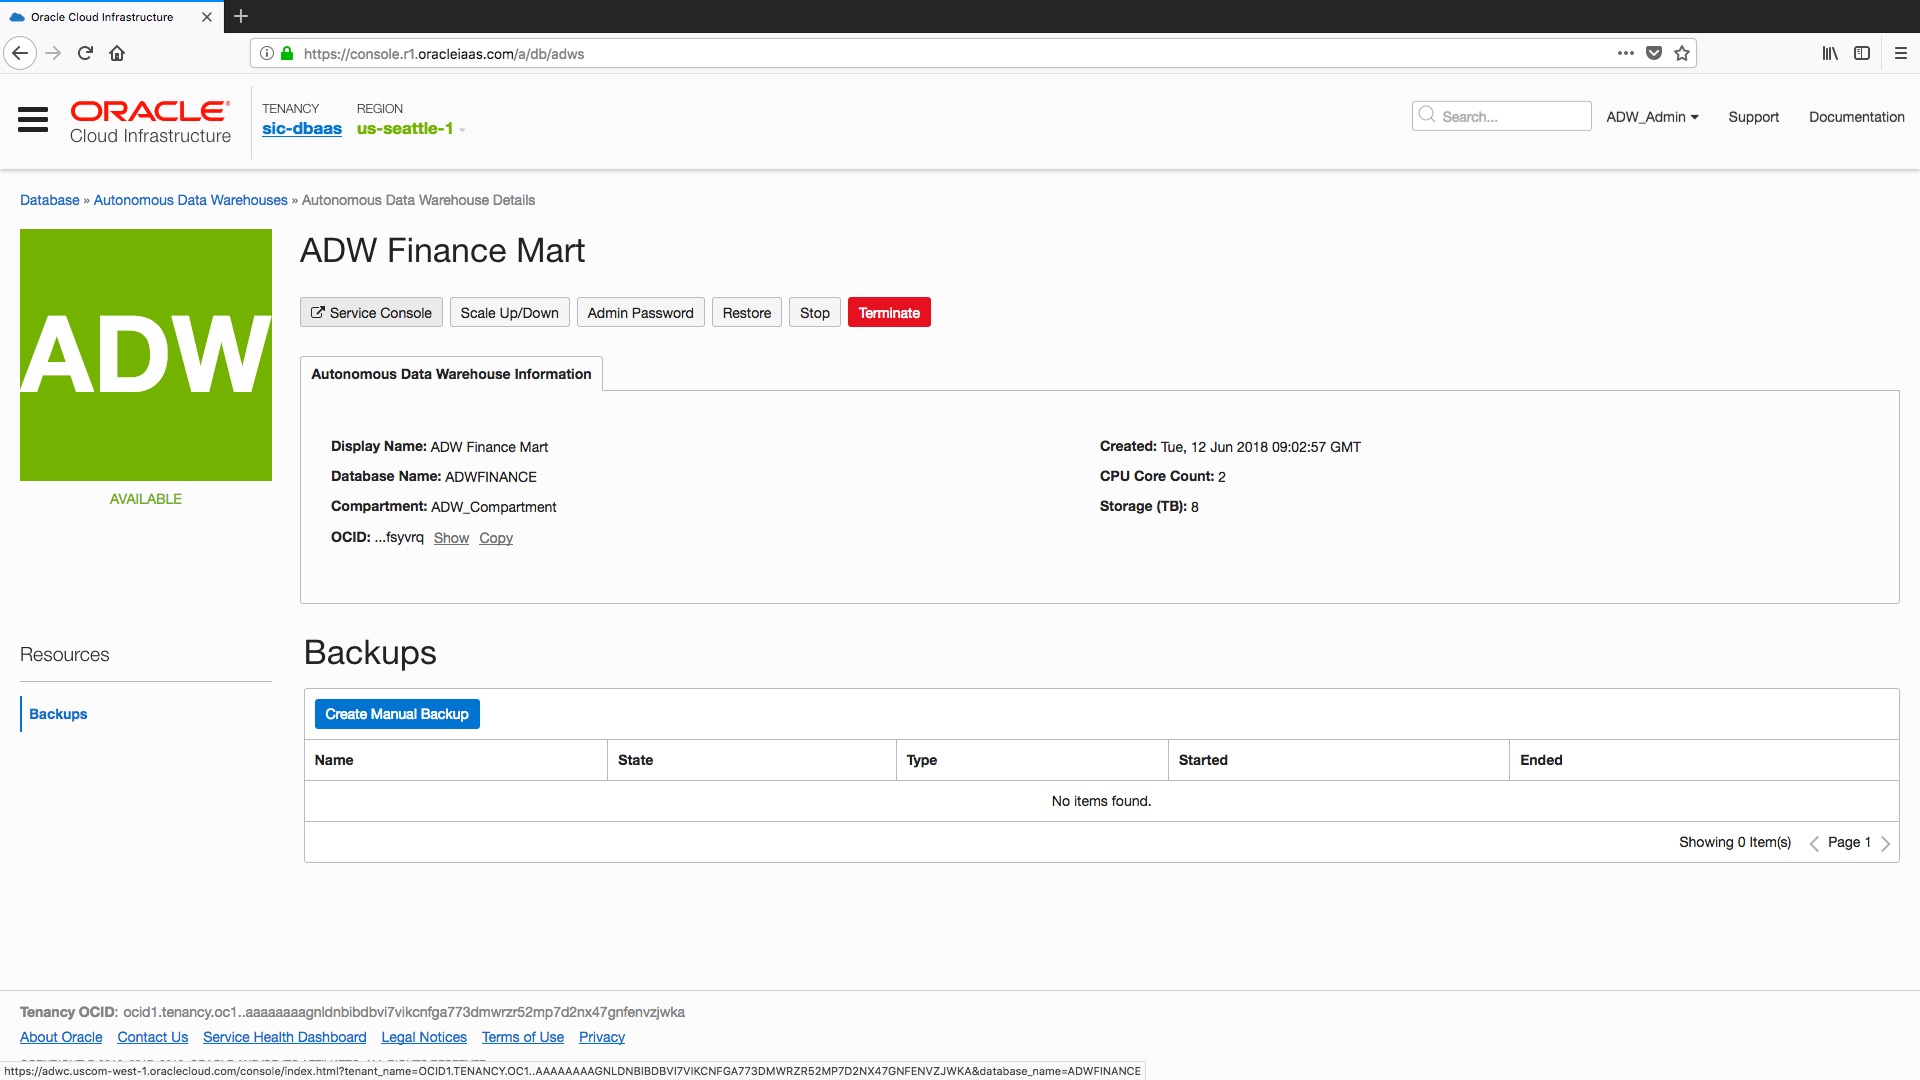 Oracle Cloud Infrastructure
https://console.r1.oracleiaas.com/a/db/adws
ORACLE
Cloud Infrastructure
TENANCY
sic-dbaas
REGION
us-seattle-1
Search...
ADW_Admin
Support
Documentation
Database » Autonomous Data Warehouses » Autonomous Data Warehouse Details
ADW
AVAILABLE
ADW Finance Mart
Service Console
Scale Up/Down
Admin Password
Restore
Stop
Terminate
Autonomous Data Warehouse Information
Display Name: ADW Finance Mart
Database Name: ADWFINANCE
Compartment: ADW_Compartment
OCID: ...fsyvrq Show Copy
Created: Tue, 12 Jun 2018 09:02:57 GMT
CPU Core Count: 2
Storage (TB): 8
Resources
Backups
Backups
Create Manual Backup
Name State Type Started Ended
No items found.
Showing 0 Item(s) Page 1
Tenancy OCID: ocid1.tenancy.oc1..aaaaaaaagnldnbibdbvi7vikcnfga773dmwrzr52mp7d2nx47gnfenvzjwka
About Oracle Contact Us Service Health Dashboard Legal Notices Terms of Use Privacy
https://adwc.uscom-west-1.oraclecloud.com/console/index.html?tenant_name=OCID1.TENANCY.OC1..AAAAAAAAGNLDNBIBDBVI7VIKCNFGA773DMWRZR52MP7D2NX47GNFENVZJWKA&database_name=ADWFINANCE